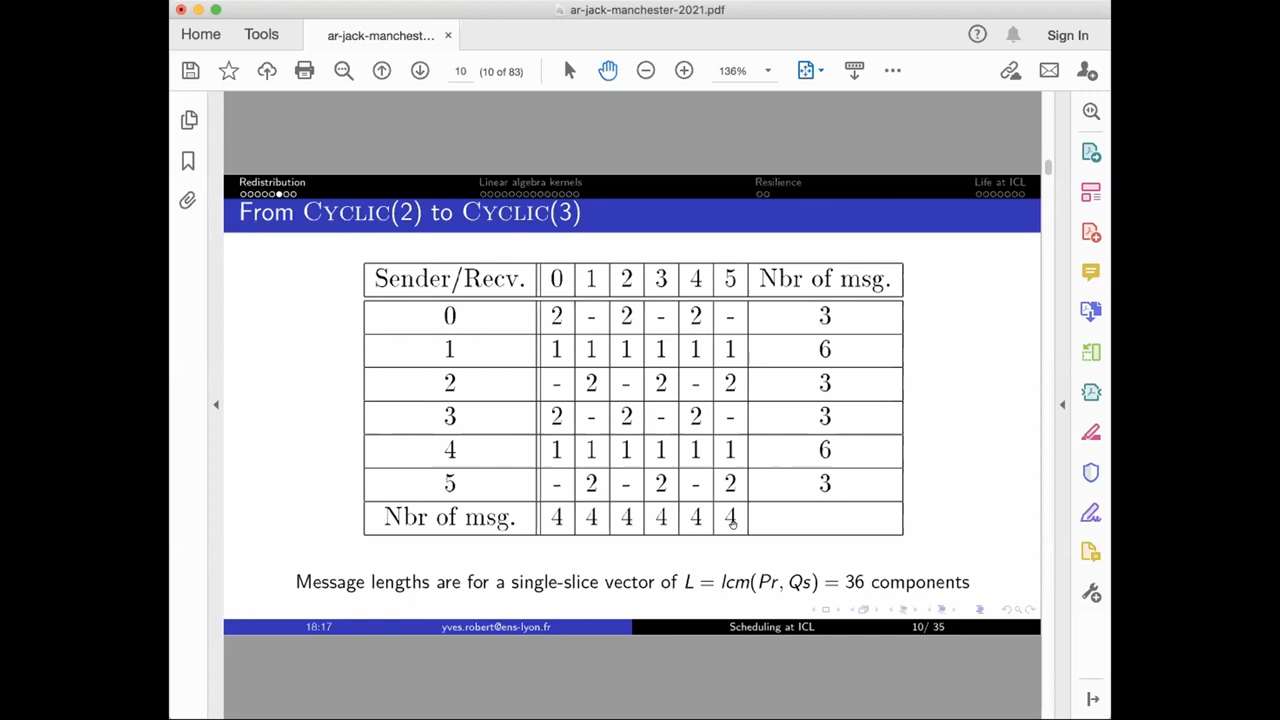 ar-jack-manchester-2021.pdf
Home Tools ar-jack-manchest... × Sign In
10 (10 of 83) 136%
Redistribution Linear algebra kernels Resilience Life at ICL
From CYCLIC(2) to CYCLIC(3)
Sender/Recv. 0 1 2 3 4 5 Nbr of msg.
0 2 - 2 - 2 - 3
1 1 1 1 1 1 1 6
2 - 2 - 2 - 2 3
3 2 - 2 - 2 - 3
4 1 1 1 1 1 1 6
5 - 2 - 2 - 2 3
Nbr of msg. 4 4 4 4 4 4
Message lengths are for a single-slice vector of L = lcm(Pr, Qs) = 36 components
18:17 yves.robert@ens-lyon.fr Scheduling at ICL 10/ 35